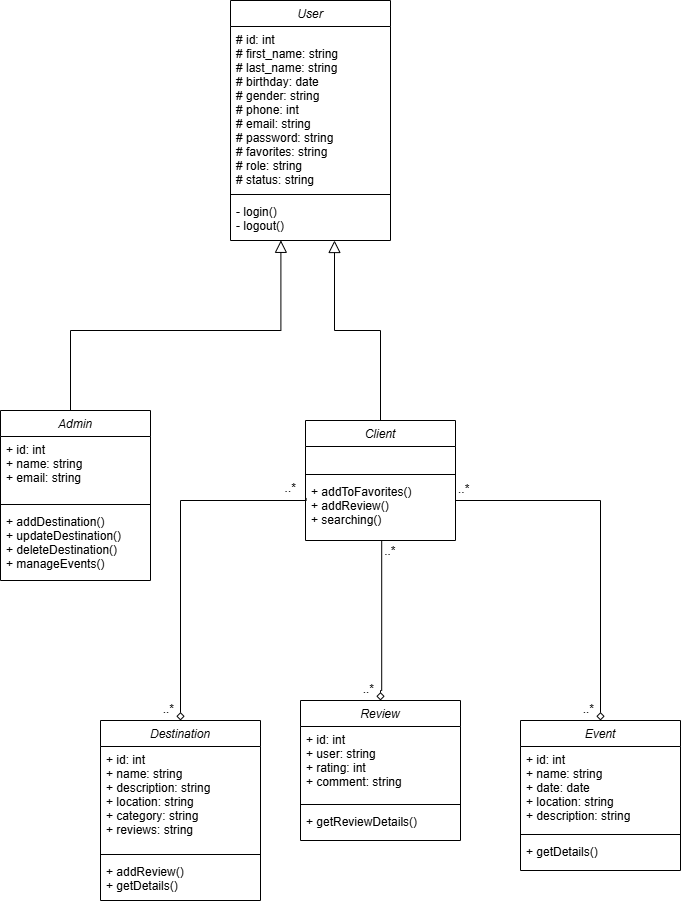 User
# id: int
# first_name: string
# last_name: string
# birthday: date
# gender: string
# phone: int
# email: string
# password: string
# favorites: string
# role: string
# status: string
- login()
- logout()
Admin
+ id: int
+ name: string
+ email: string
+ addDestination()
+ updateDestination()
+ deleteDestination()
+ manageEvents()
Client
+ addToFavorites()
+ addReview()
+ searching()
..*
..*
..*
..*
..*
..*
Destination
+ id: int
+ name: string
+ description: string
+ location: string
+ category: string
+ reviews: string
+ addReview()
+ getDetails()
Review
+ id: int
+ user: string
+ rating: int
+ comment: string
+ getReviewDetails()
Event
+ id: int
+ name: string
+ date: date
+ location: string
+ description: string
+ getDetails()